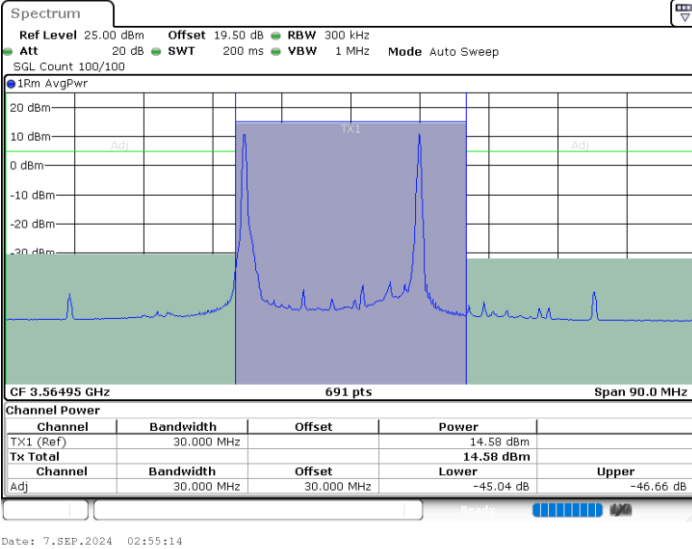 Spectrum
Ref Level 25.00 dBm Offset 19.50 dB RBW 300 kHz
Att 20 dB SWT 200 ms VBW 1 MHz Mode Auto Sweep
SGL Count 100/100
1Rm AvgPwr
20 dBm
TX1
10 dBm
Adj Adj
0 dBm
-10 dBm
-20 dBm
-30 dBm
CF 3.56495 GHz 691 pts Span 90.0 MHz
Channel Power
Channel Bandwidth Offset Power
TX1 (Ref) 30.000 MHz 14.58 dBm
Tx Total 14.58 dBm
Channel Bandwidth Offset Lower Upper
Adj 30.000 MHz 30.000 MHz -45.04 dB -46.66 dB
Ready
Date: 7.SEP.2024 02:55:14